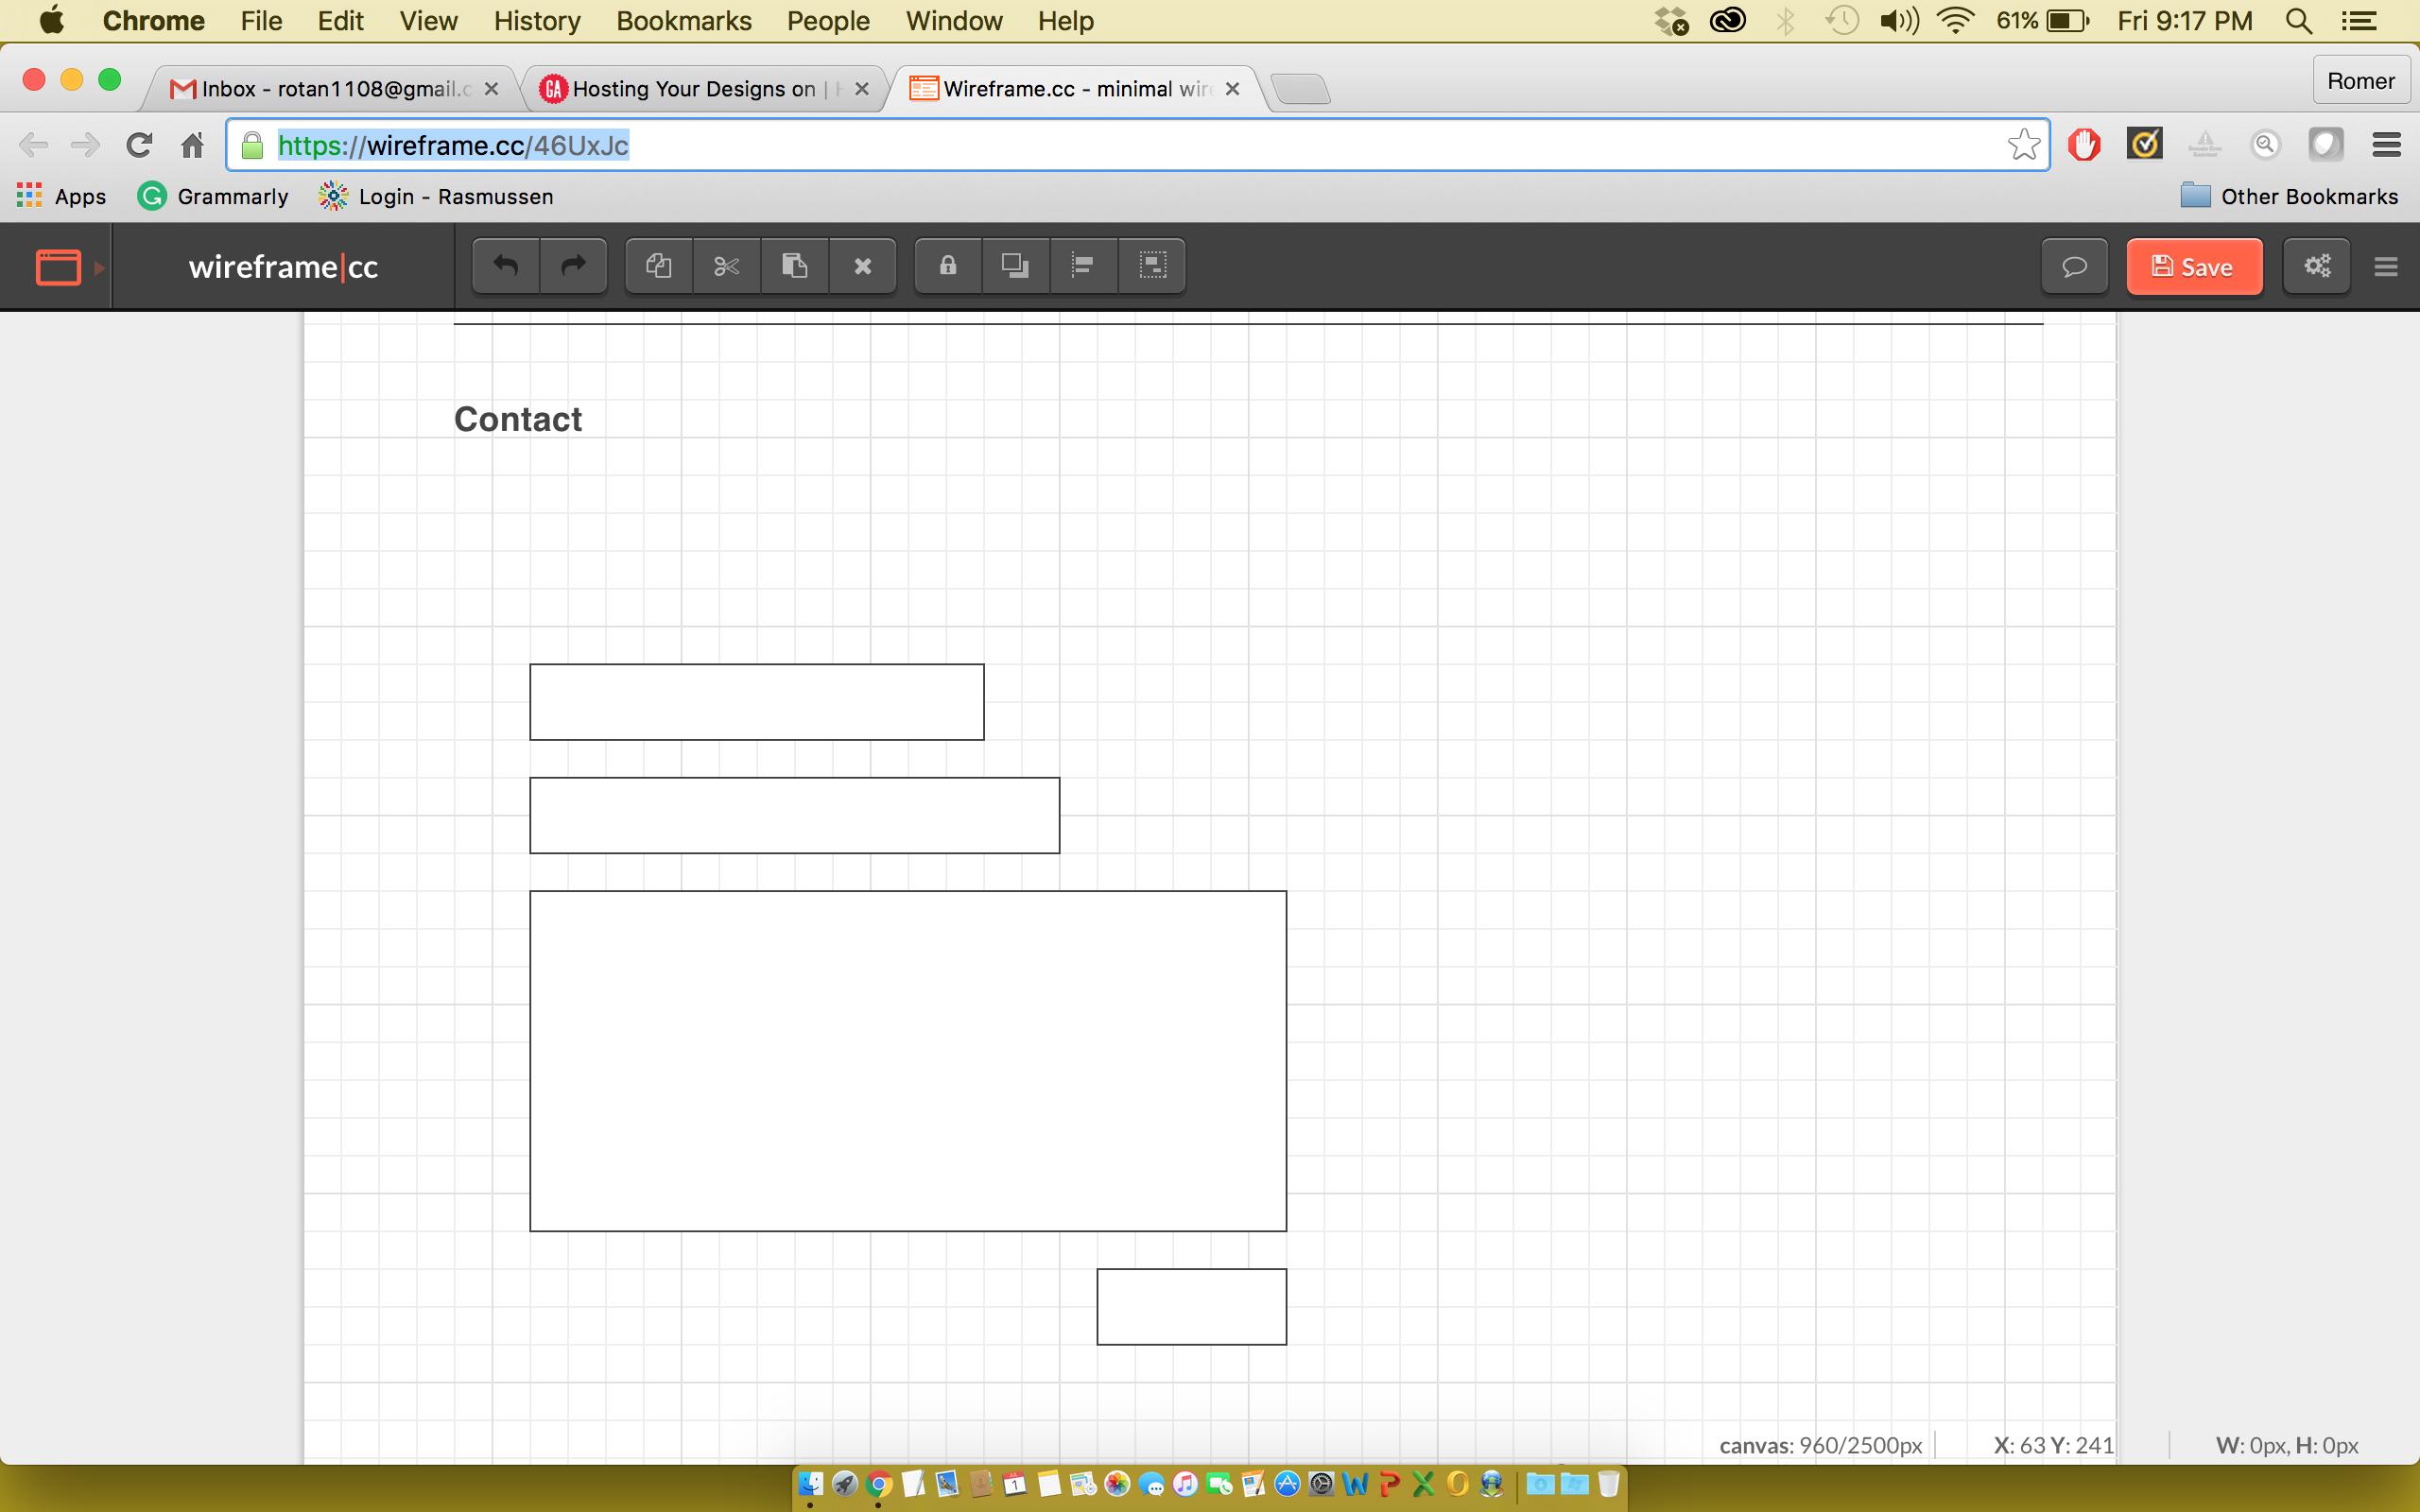 Chrome File Edit View History Bookmarks People Window Help 61% Fri 9:17 PM
Inbox - rotan1108@gmail.c Hosting Your Designs on | Wireframe.cc - minimal wire Romer
https://wireframe.cc/46UxJc
Apps Grammarly Login - Rasmussen Other Bookmarks
wireframe|cc Save
Contact
canvas: 960/2500px X: 63 Y: 241 W: 0px, H: 0px